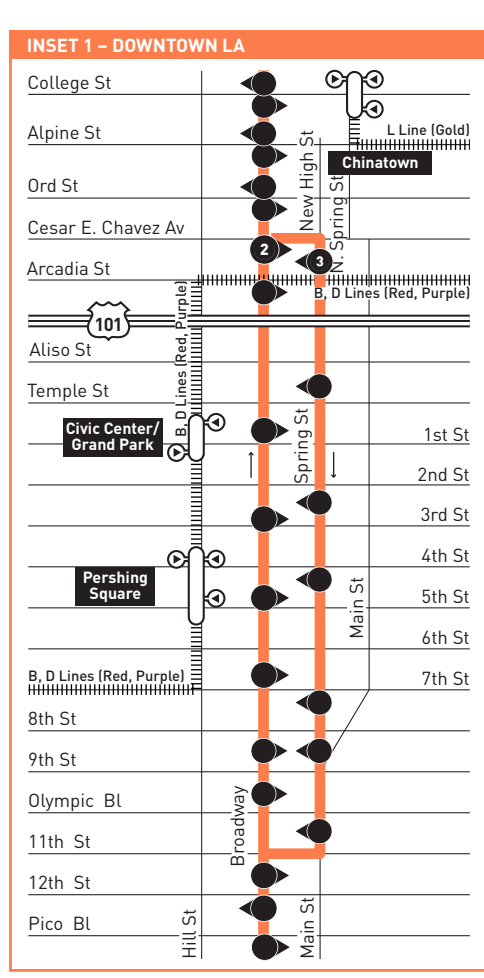 INSET 1 – DOWNTOWN LA
College St
Alpine St
L Line (Gold)
Chinatown
New High St
N. Spring St
Ord St
Cesar E. Chavez Av
2
3
Arcadia St
B, D Lines (Red, Purple)
B, D Lines (Red, Purple)
101
Aliso St
Temple St
Civic Center/
Grand Park
Spring St
1st St
2nd St
3rd St
4th St
Pershing
Square
5th St
Main St
6th St
B, D Lines (Red, Purple)
7th St
8th St
9th St
Olympic Bl
Broadway
11th St
12th St
Pico Bl
Hill St
Main St